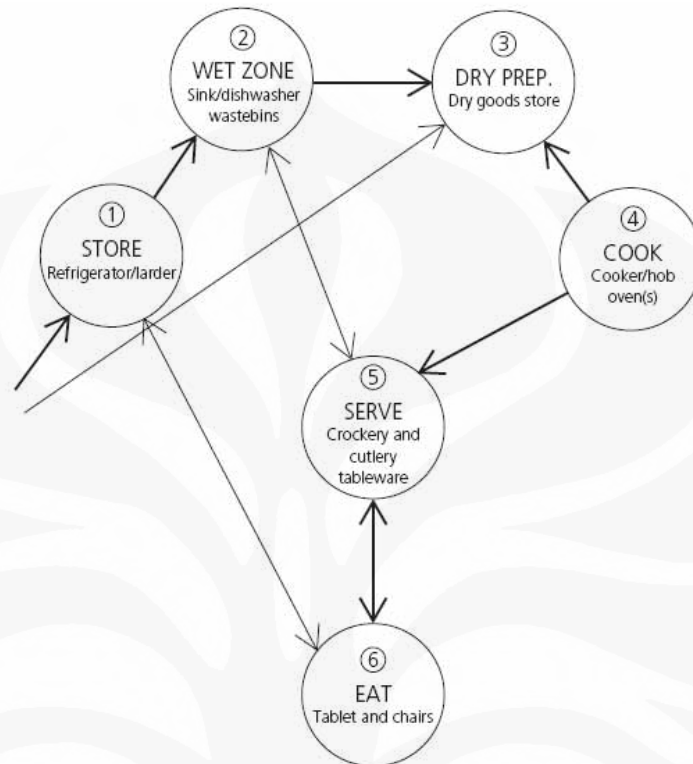 ①
STORE
Refrigerator/larder
②
WET ZONE
Sink/dishwasher
wastebins
③
DRY PREP.
Dry goods store
④
COOK
Cooker/hob
oven(s)
⑤
SERVE
Crockery and
cutlery
tableware
⑥
EAT
Tablet and chairs